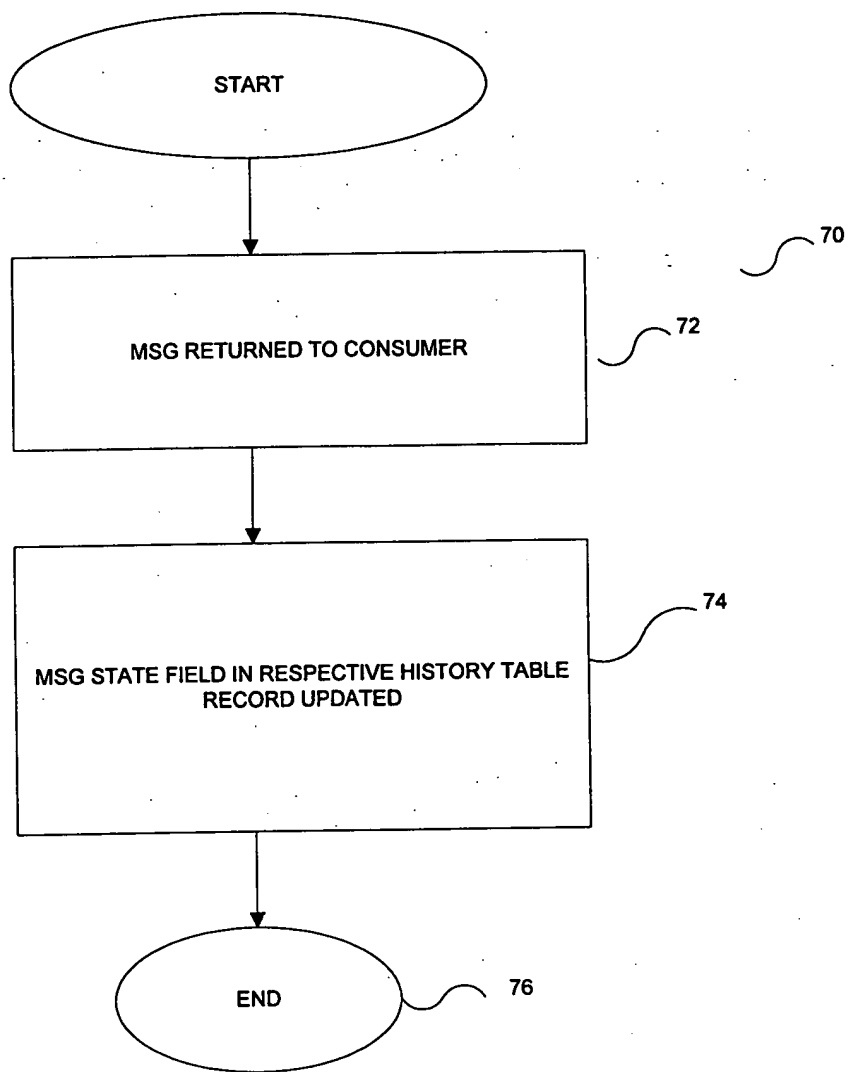 START
70
MSG RETURNED TO CONSUMER
72
MSG STATE FIELD IN RESPECTIVE HISTORY TABLE
RECORD UPDATED
74
END
76